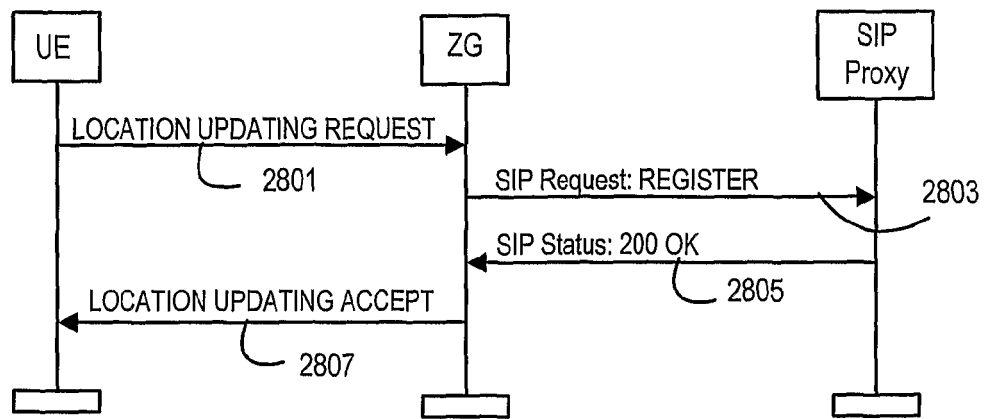 UE
ZG
SIP
Proxy
LOCATION UPDATING REQUEST
2801
SIP Request: REGISTER
2803
SIP Status: 200 OK
2805
LOCATION UPDATING ACCEPT
2807